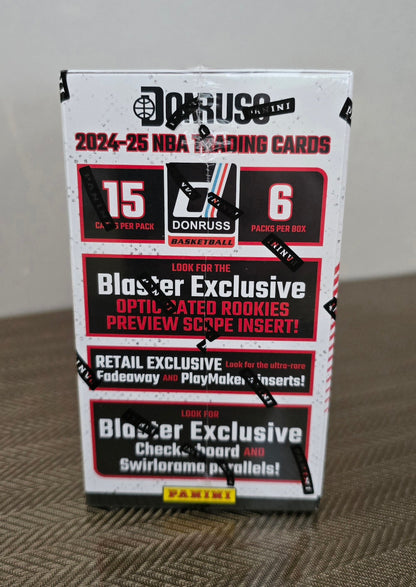 DONRUSS
2024-25 NBA TRADING CARDS
15
CARDS PER PACK
DONRUSS
BASKETBALL
6
PACKS PER BOX
LOOK FOR THE
Blaster Exclusive
OPTIC RATED ROOKIES
PREVIEW SCOPE INSERT!
RETAIL EXCLUSIVE Look for the ultra-rare
Fadeaway AND PlayMakers Inserts!
LOOK FOR
Blaster Exclusive
Checkerboard AND
Swirlorama parallels!
PANINI